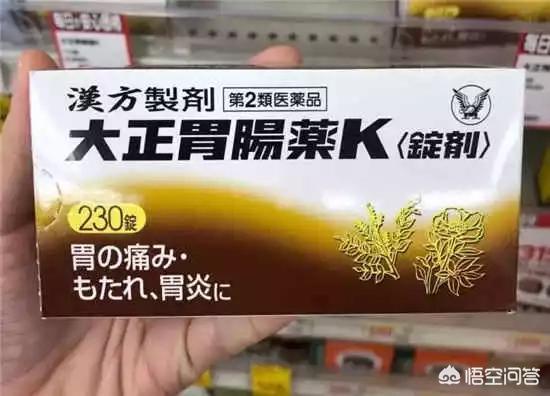 漢方製剤 第2類医薬品
大正胃腸薬K〈錠剤〉
230錠
胃の痛み・
もたれ、胃炎に
悟空问答